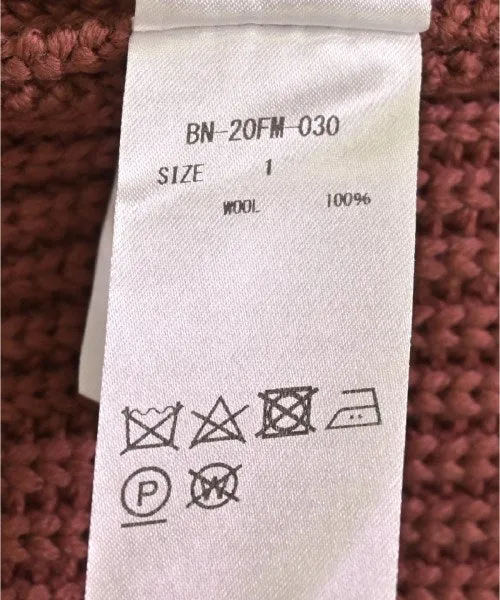 BN-20FM-030
SIZE 1
WOOL 100%
P
W